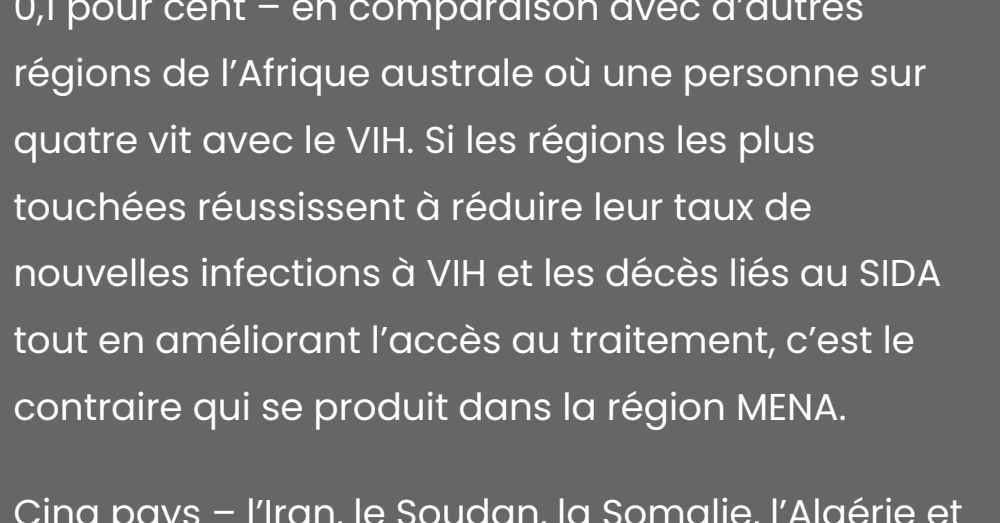 0,1 pour cent – en comparaison avec d’autres
régions de l’Afrique australe où une personne sur
quatre vit avec le VIH. Si les régions les plus
touchées réussissent à réduire leur taux de
nouvelles infections à VIH et les décès liés au SIDA
tout en améliorant l’accès au traitement, c’est le
contraire qui se produit dans la région MENA.
Cinq pays – l’Iran, le Soudan, la Somalie, l’Algérie et